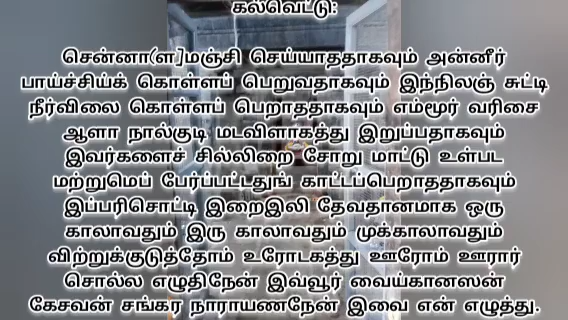 கல்வெட்டு:
சென்னா(ள]மஞ்சி செய்யாததாகவும் அன்னீர்
பாய்ச்சிய்க் கொள்ளப் பெறுவதாகவும் இந்நிலஞ் சுட்டி
நீர்விலை கொள்ளப் பெறாததாகவும் எம்மூர் வரிசை
ஆளா நால்குடி மடவிளாகத்து இறுப்பதாகவும்
இவர்களைச் சில்லிறை சோறு மாட்டு உள்பட
மற்றுமெப் பேர்ப்பட்டதுங் காட்டப்பெறாததாகவும்
இப்பரிசொட்டி இறைஇலி தேவதானமாக ஒரு
காலாவதும் இரு காலாவதும் முக்காலாவதும்
விற்றுக்குடுத்தோம் உரோடகத்து ஊரோம் ஊரார்
சொல்ல எழுதிநேன் இவ்வூர் வைய்கானஸன்
கேசவன் சங்கர நாராயணநேன் இவை என் எழுத்து.